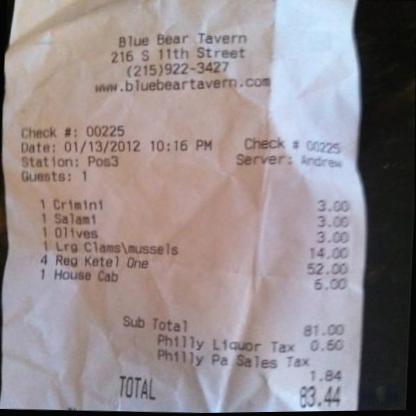 Blue Bear Tavern
216 S 11th Street
(215)922-3427
www.bluebeartavern.com
Check #: 00225
Date: 01/13/2012 10:16 PM Check # 00225
Station: Pos3 Server: Andrew
Guests: 1
1 Crimini 3.00
1 Salami 3.00
1 Olives 3.00
1 Lrg Clams\mussels 14.00
4 Reg Ketel One 52.00
1 House Cab 6.00
Sub Total 81.00
Philly Liquor Tax 0.60
Philly Pa Sales Tax
1.84
TOTAL 83.44